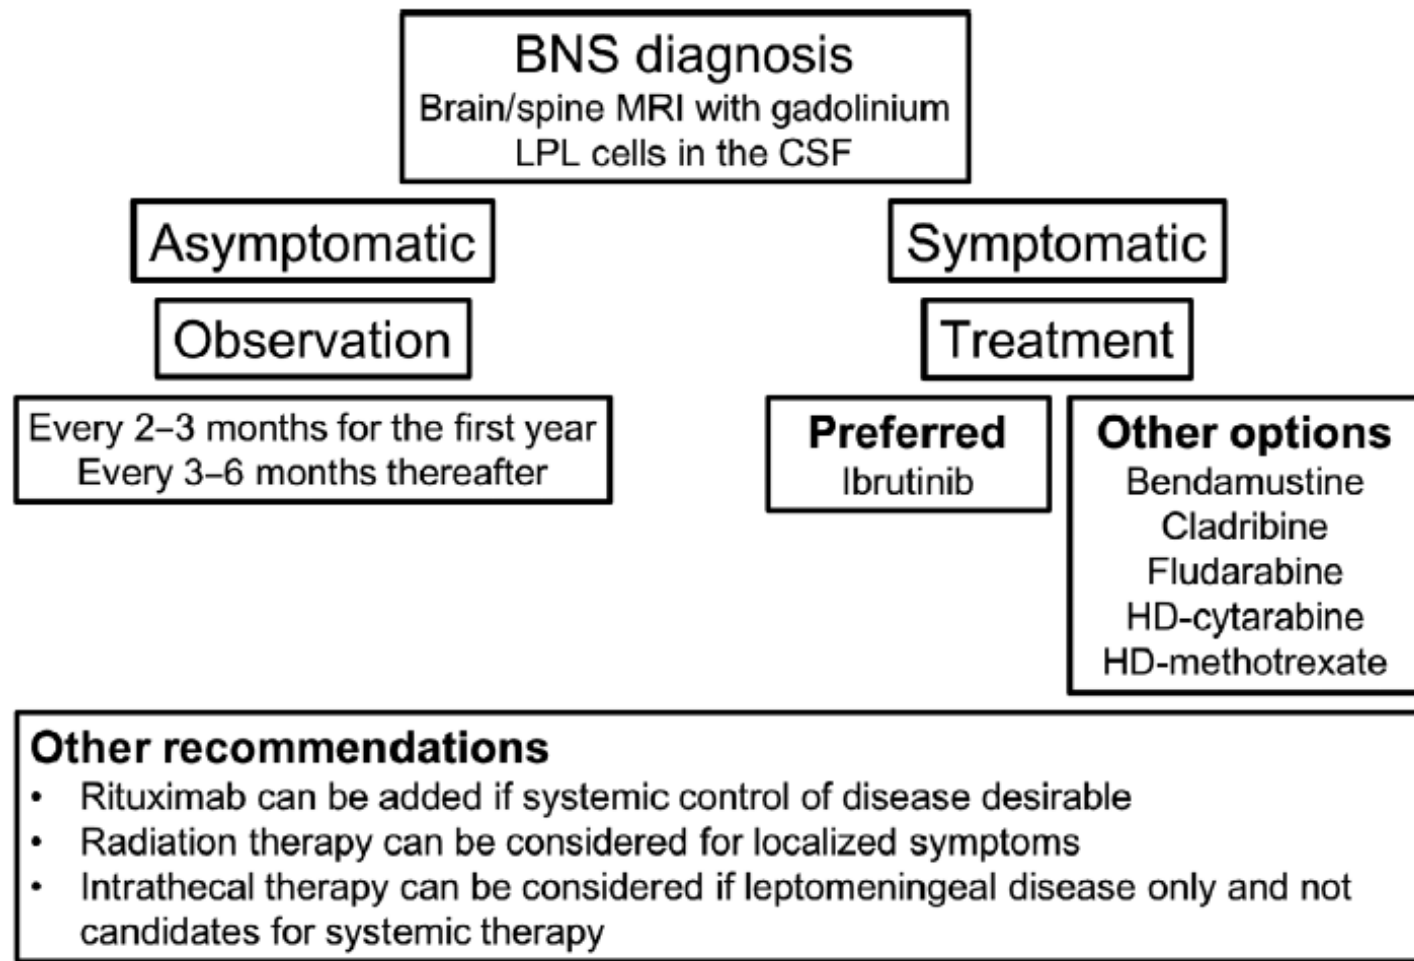 BNS diagnosis
Brain/spine MRI with gadolinium
LPL cells in the CSF
Asymptomatic
Observation
Every 2–3 months for the first year
Every 3–6 months thereafter
Symptomatic
Treatment
Preferred
Ibrutinib
Other options
Bendamustine
Cladribine
Fludarabine
HD-cytarabine
HD-methotrexate
Other recommendations
• Rituximab can be added if systemic control of disease desirable
• Radiation therapy can be considered for localized symptoms
• Intrathecal therapy can be considered if leptomeningeal disease only and not
candidates for systemic therapy